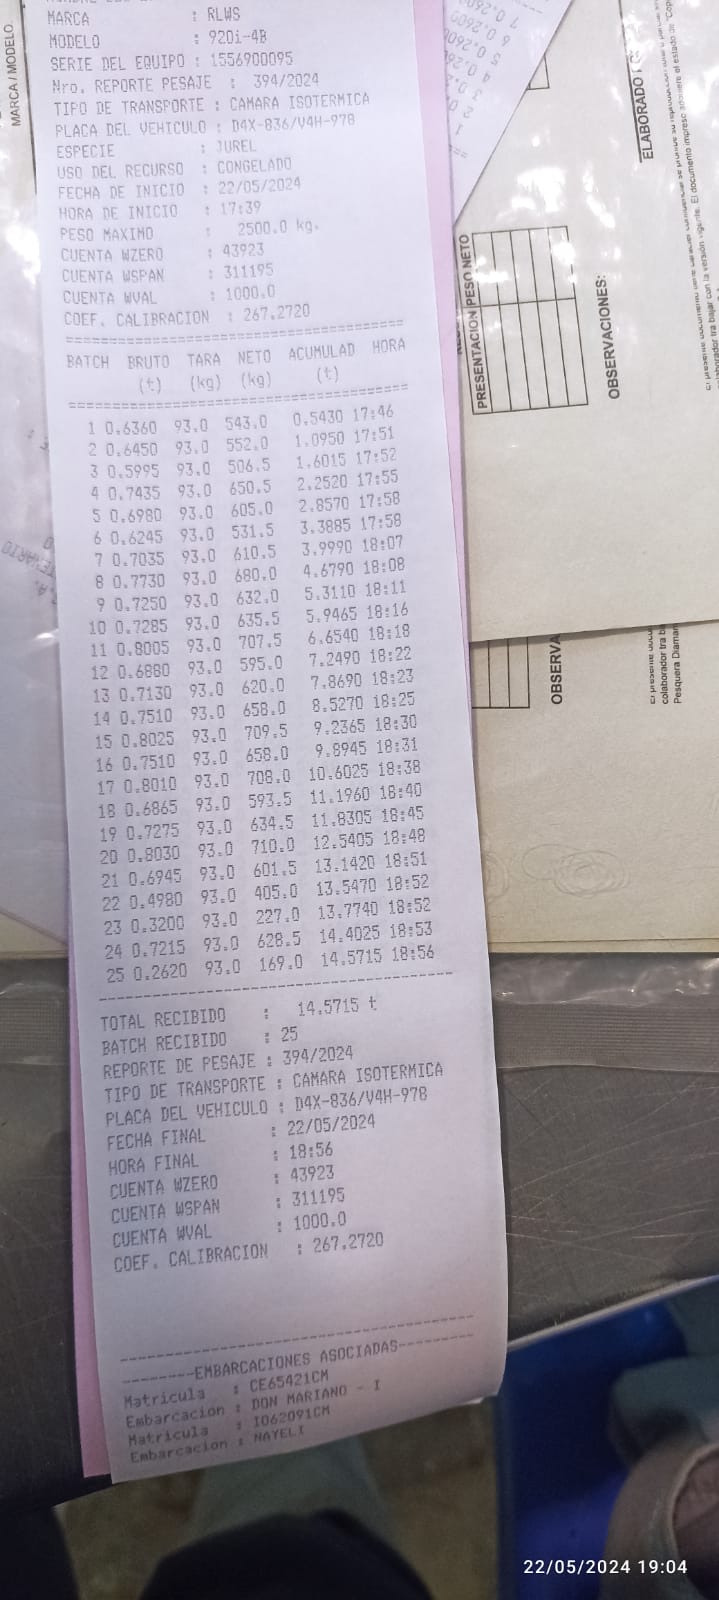 MARCA : RLWS
MODELO : 920i-4B
SERIE DEL EQUIPO : 1556900095
Nro. REPORTE PESAJE : 394/2024
TIPO DE TRANSPORTE : CAMARA ISOTERMICA
PLACA DEL VEHICULO : D4X-836/V4H-978
ESPECIE : JUREL
USO DEL RECURSO : CONGELADO
FECHA DE INICIO : 22/05/2024
HORA DE INICIO : 17:39
PESO MAXIMO : 2500.0 kg.
CUENTA WZERO : 43923
CUENTA WSPAN : 311195
CUENTA WVAL : 1000.0
COEF. CALIBRACION : 267.2720
BATCH BRUTO TARA NETO ACUMULAD HORA
(t) (kg) (kg) (t)
1 0.6360 93.0 543.0 0.5430 17:46
2 0.6450 93.0 552.0 1.0950 17:51
3 0.5995 93.0 506.5 1.6015 17:52
4 0.7435 93.0 650.5 2.2520 17:55
5 0.6980 93.0 605.0 2.8570 17:58
6 0.6245 93.0 531.5 3.3885 17:58
7 0.7035 93.0 610.5 3.9990 18:07
8 0.7730 93.0 680.0 4.6790 18:08
9 0.7250 93.0 632.0 5.3110 18:11
10 0.7285 93.0 635.5 5.9465 18:16
11 0.8005 93.0 707.5 6.6540 18:18
12 0.6880 93.0 595.0 7.2490 18:22
13 0.7130 93.0 620.0 7.8690 18:23
14 0.7510 93.0 658.0 8.5270 18:25
15 0.8025 93.0 709.5 9.2365 18:30
16 0.7510 93.0 658.0 9.8945 18:31
17 0.8010 93.0 708.0 10.6025 18:38
18 0.6865 93.0 593.5 11.1960 18:40
19 0.7275 93.0 634.5 11.8305 18:45
20 0.8030 93.0 710.0 12.5405 18:48
21 0.6945 93.0 601.5 13.1420 18:51
22 0.4980 93.0 405.0 13.5470 18:52
23 0.3200 93.0 227.0 13.7740 18:52
24 0.7215 93.0 628.5 14.4025 18:53
25 0.2620 93.0 169.0 14.5715 18:56
TOTAL RECIBIDO : 14.5715 t
BATCH RECIBIDO : 25
REPORTE DE PESAJE : 394/2024
TIPO DE TRANSPORTE : CAMARA ISOTERMICA
PLACA DEL VEHICULO : D4X-836/V4H-978
FECHA FINAL : 22/05/2024
HORA FINAL : 18:56
CUENTA WZERO : 43923
CUENTA WSPAN : 311195
CUENTA WVAL : 1000.0
COEF. CALIBRACION : 267.2720
--------EMBARCACIONES ASOCIADAS--------
Matricula : CE65421CM
Embarcacion : DON MARIANO - I
Matricula : IO62091CM
Embarcacion : NAYELI
MARCA / MODELO
PRESENTACION PESO NETO
OBSERVACIONES:
ELABORADO
OBSERVA
colaborador tra b
Pesquera Diaman
22/05/2024 19:04